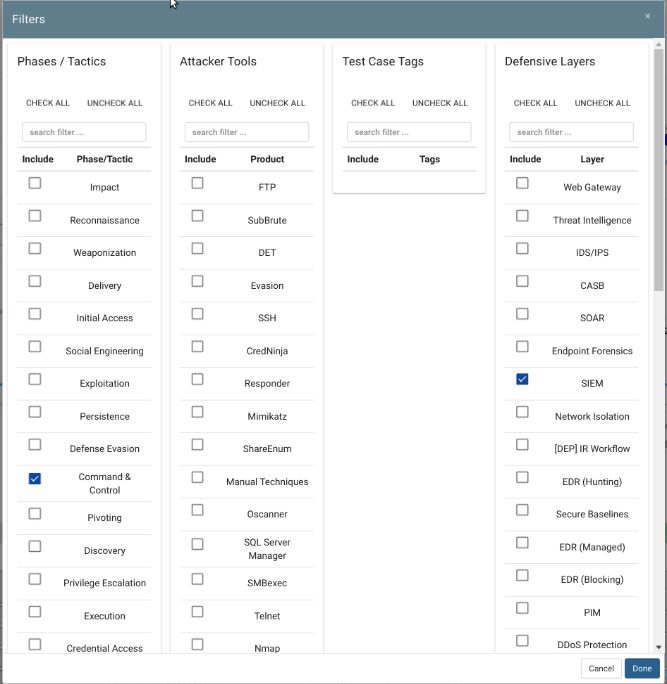 Filters
×
Phases / Tactics
CHECK ALL UNCHECK ALL
search filter ...
Include Phase/Tactic
Impact
Reconnaissance
Weaponization
Delivery
Initial Access
Social Engineering
Exploitation
Persistence
Defense Evasion
Command &
Control
Pivoting
Discovery
Privilege Escalation
Execution
Credential Access
Attacker Tools
CHECK ALL UNCHECK ALL
search filter ...
Include Product
FTP
SubBrute
DET
Evasion
SSH
CredNinja
Responder
Mimikatz
ShareEnum
Manual Techniques
Oscanner
SQL Server
Manager
SMBexec
Telnet
Nmap
Test Case Tags
CHECK ALL UNCHECK ALL
search filter ...
Include Tags
Defensive Layers
CHECK ALL UNCHECK ALL
search filter ...
Include Layer
Web Gateway
Threat Intelligence
IDS/IPS
CASB
SOAR
Endpoint Forensics
SIEM
Network Isolation
[DEP] IR Workflow
EDR (Hunting)
Secure Baselines
EDR (Managed)
EDR (Blocking)
PIM
DDoS Protection
Cancel Done